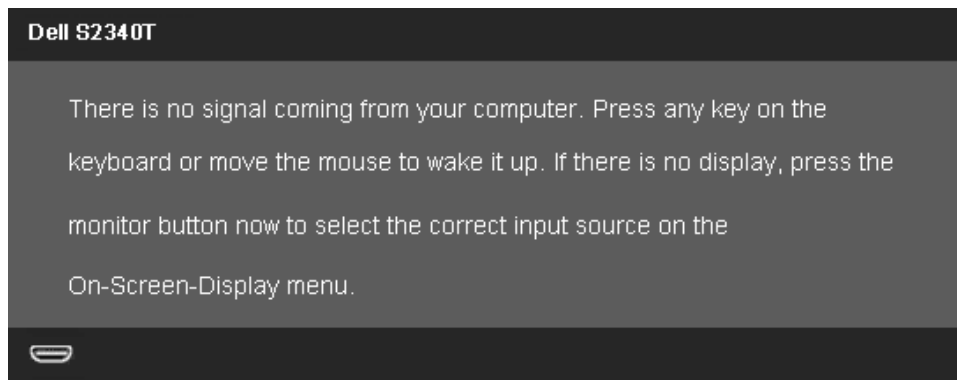 Dell S2340T
There is no signal coming from your computer. Press any key on the
keyboard or move the mouse to wake it up. If there is no display, press the
monitor button now to select the correct input source on the
On-Screen-Display menu.